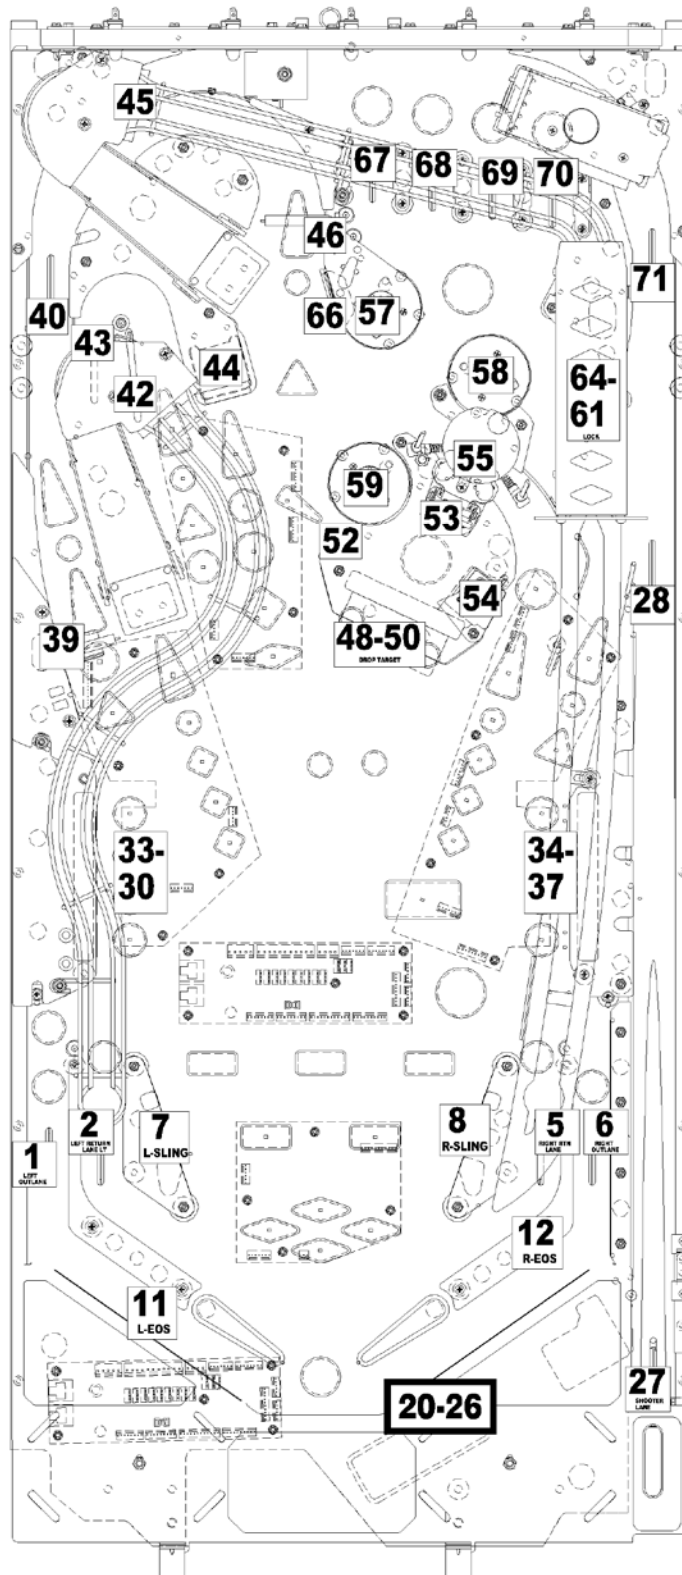 45
67
68
69
70
46
71
40
66
57
43
44
42
58
64-
61
LOCK
55
59
53
52
54
28
39
48-50
DROP TARGET
33-
30
34-
37
2
LEFT RETURN
LANE LT
7
L-SLING
8
R-SLING
5
RIGHT RTN
LANE
6
RIGHT
OUTLANE
1
LEFT
OUTLANE
12
R-EOS
11
L-EOS
27
SHOOTER
LANE
20-26